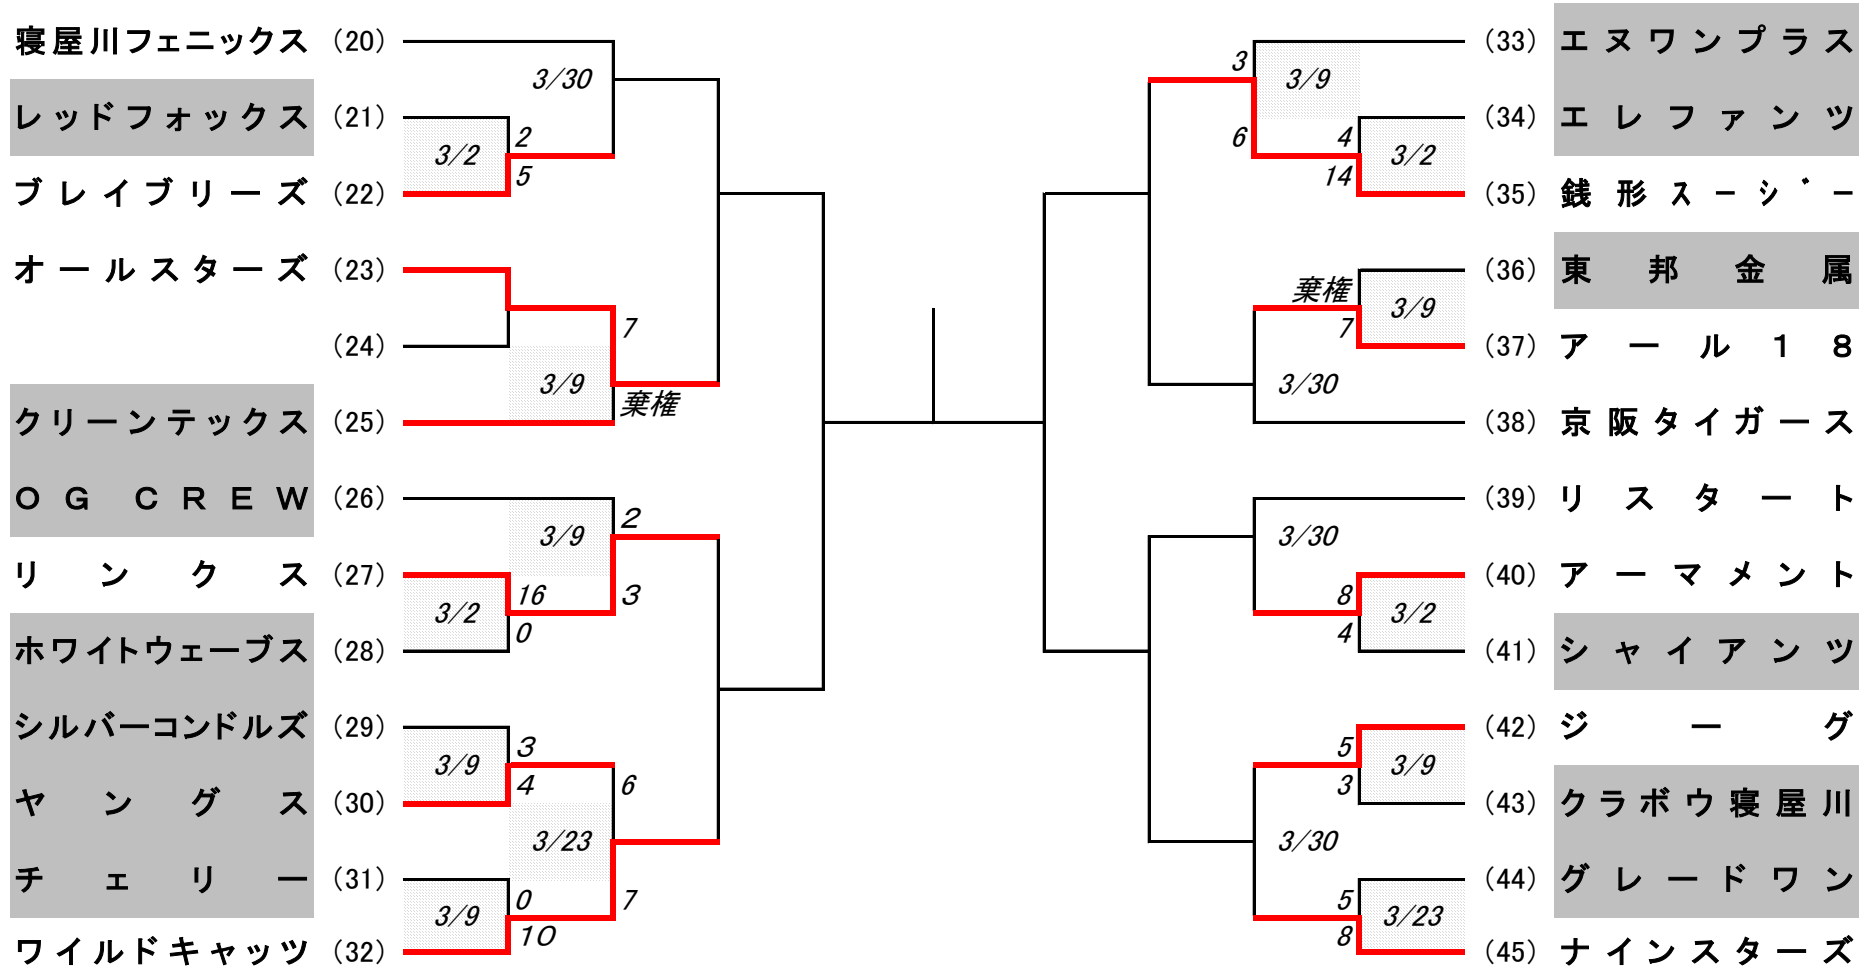 寝屋川フェニックス (20) 3 (33) エヌワンプラス
3/30 3/9
レッドフォックス (21) 2 6 4 (34) エレファンツ
3/2 3/2
ブレイブリーズ (22) 5 14 (35) 銭形スージー
オールスターズ (23) 棄権 (36) 東邦金属
7 3/9
(24) 7 (37) アール18
3/9 3/30
クリーンテックス (25) 棄権 (38) 京阪タイガース
OG CREW (26) 2 (39) リスタート
3/9 3/30
リンクス (27) 16 3 8 (40) アーマメント
3/2 3/2
ホワイトウェーブス (28) 0 4 (41) シャイアンツ
シルバーコンドルズ (29) 3 5 (42) ジーグ
3/9 3/9
ヤングス (30) 4 6 3 (43) クラボウ寝屋川
3/23 3/30
チェリー (31) 0 7 5 (44) グレードワン
3/9 3/23
ワイルドキャッツ (32) 10 8 (45) ナインスターズ